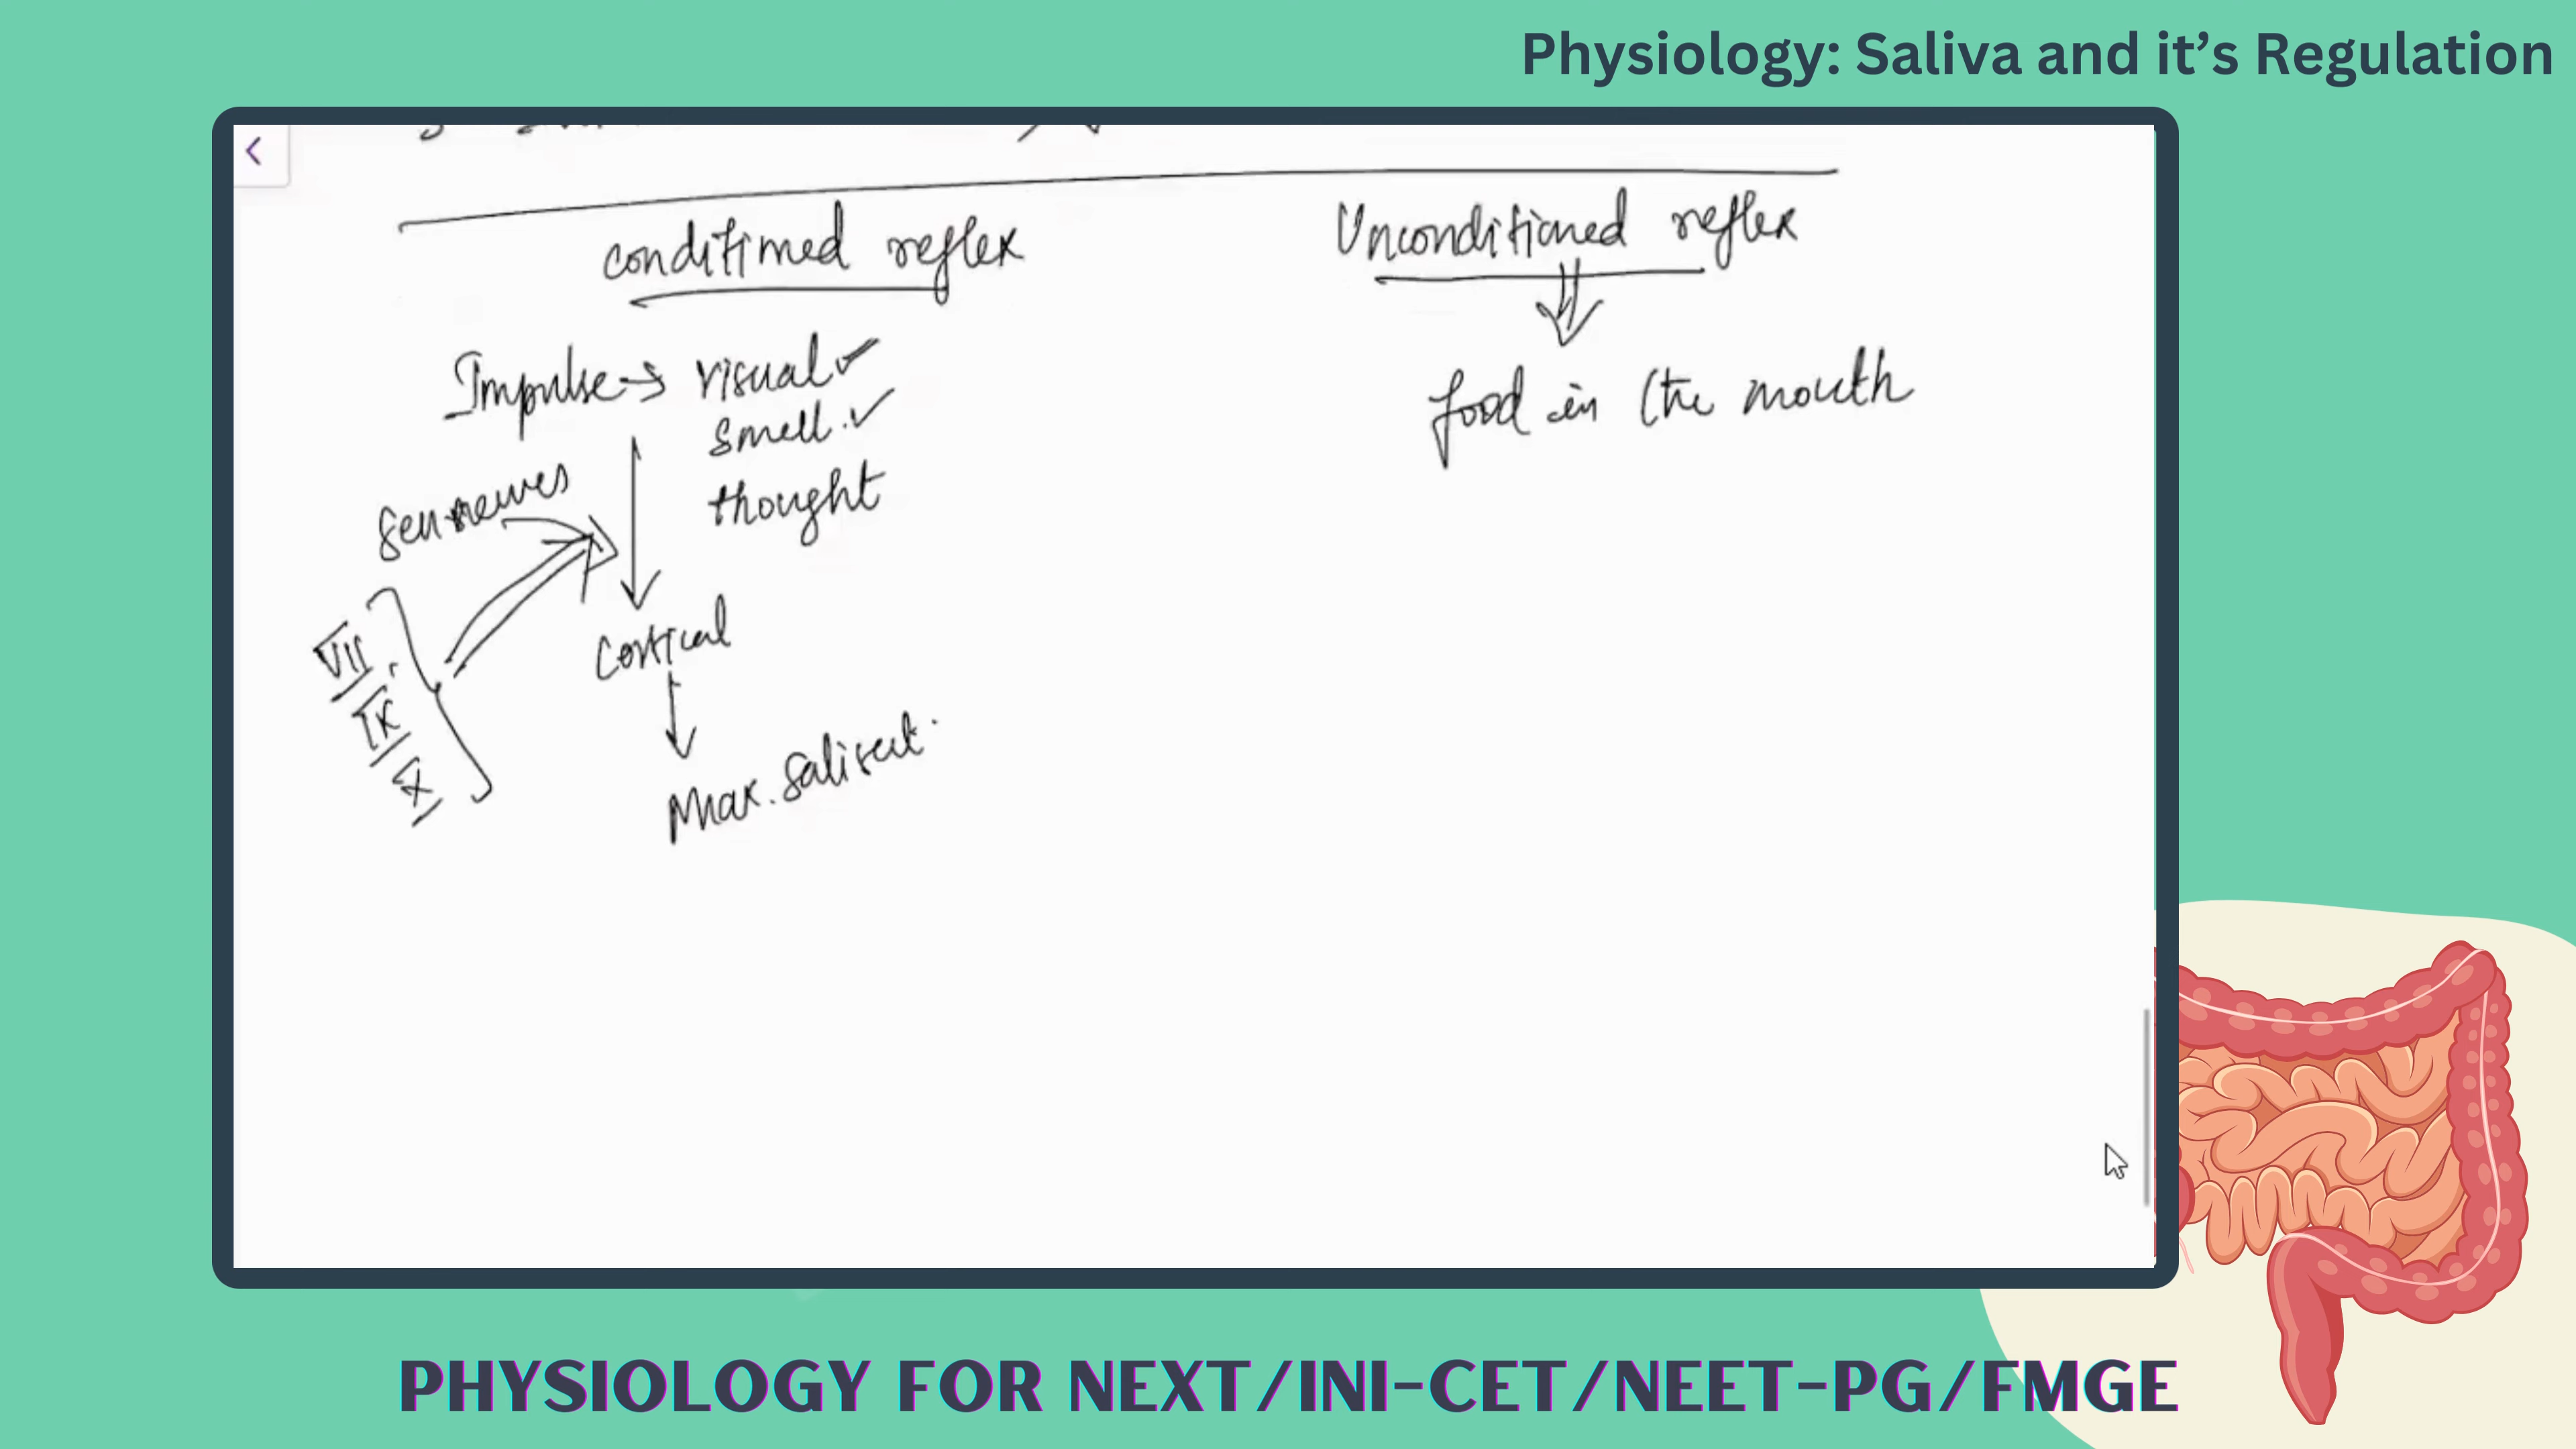 Physiology: Saliva and it's Regulation
conditioned reflex
Unconditioned reflex
Impulse → visual ✓
smell. ✓
thought
food in the mouth
nerves
VII
IX
X
Cortical
Max. Salivat.
PHYSIOLOGY FOR NEXT/INI-CET/NEET-PG/FMGE